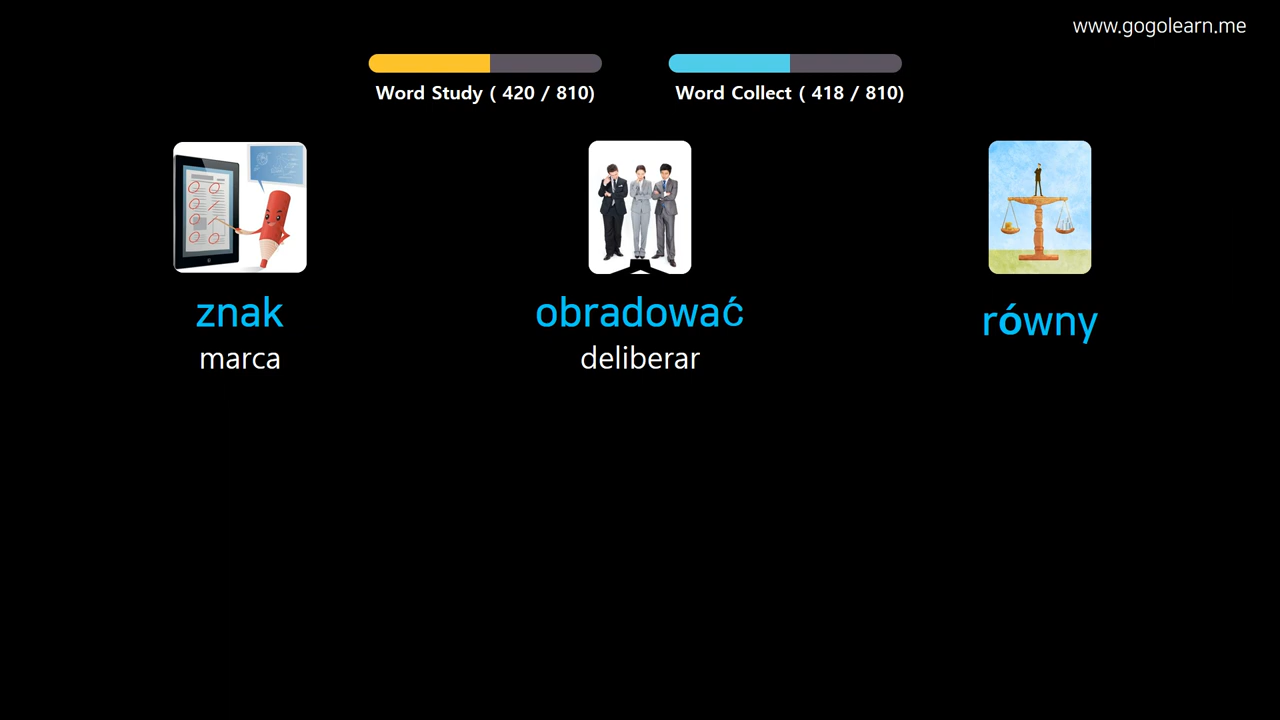 www.gogolearn.me
Word Study ( 420 / 810)
Word Collect ( 418 / 810)
znak
obradować
równy
marca
deliberar